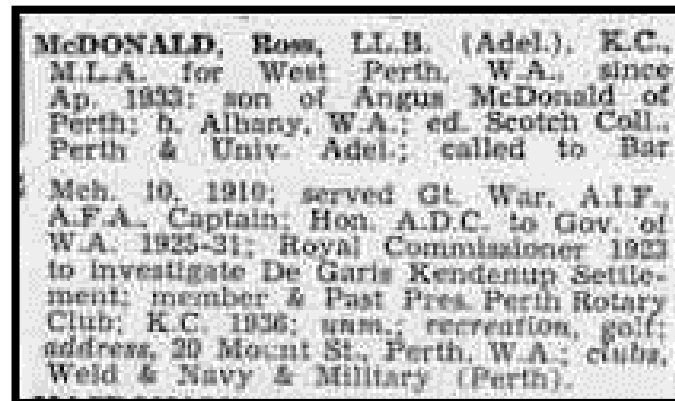 McDONALD, Ross, LL.B. (Adel.), K.C.,
M.L.A. for West Perth, W.A., since
Ap. 1933; son of Angus McDonald of
Perth; b. Albany, W.A.; ed. Scotch Coll.,
Perth & Univ. Adel.; called to Bar
Mch. 10, 1910; served Gt. War, A.I.F.,
A.F.A., Captain; Hon. A.D.C. to Gov. of
W.A. 1925-31; Royal Commissioner 1923
to investigate De Garis Kendenup Settle-
ment; member & Past Pres. Perth Rotary
Club; K.C. 1936; unm.; recreation, golf;
address, 20 Mount St., Perth, W.A.; clubs,
Weld & Navy & Military (Perth).